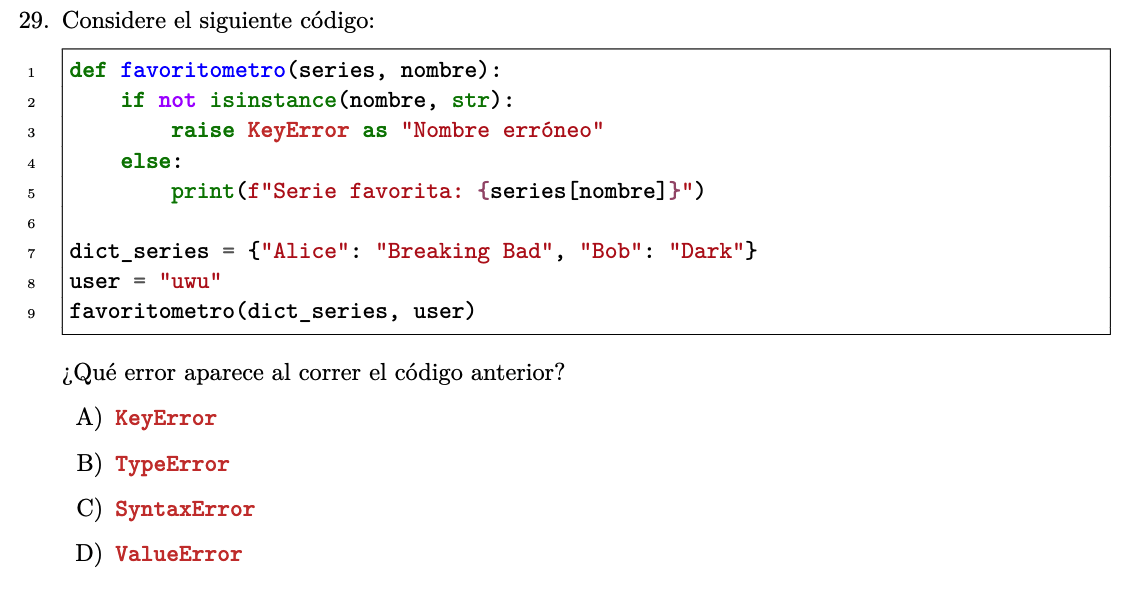 29. Considere el siguiente código:
1 def favoritometro(series, nombre):
2     if not isinstance(nombre, str):
3         raise KeyError as "Nombre erróneo"
4     else:
5         print(f"Serie favorita: {series[nombre]}")
6
7 dict_series = {"Alice": "Breaking Bad", "Bob": "Dark"}
8 user = "uwu"
9 favoritometro(dict_series, user)
¿Qué error aparece al correr el código anterior?
A) KeyError
B) TypeError
C) SyntaxError
D) ValueError